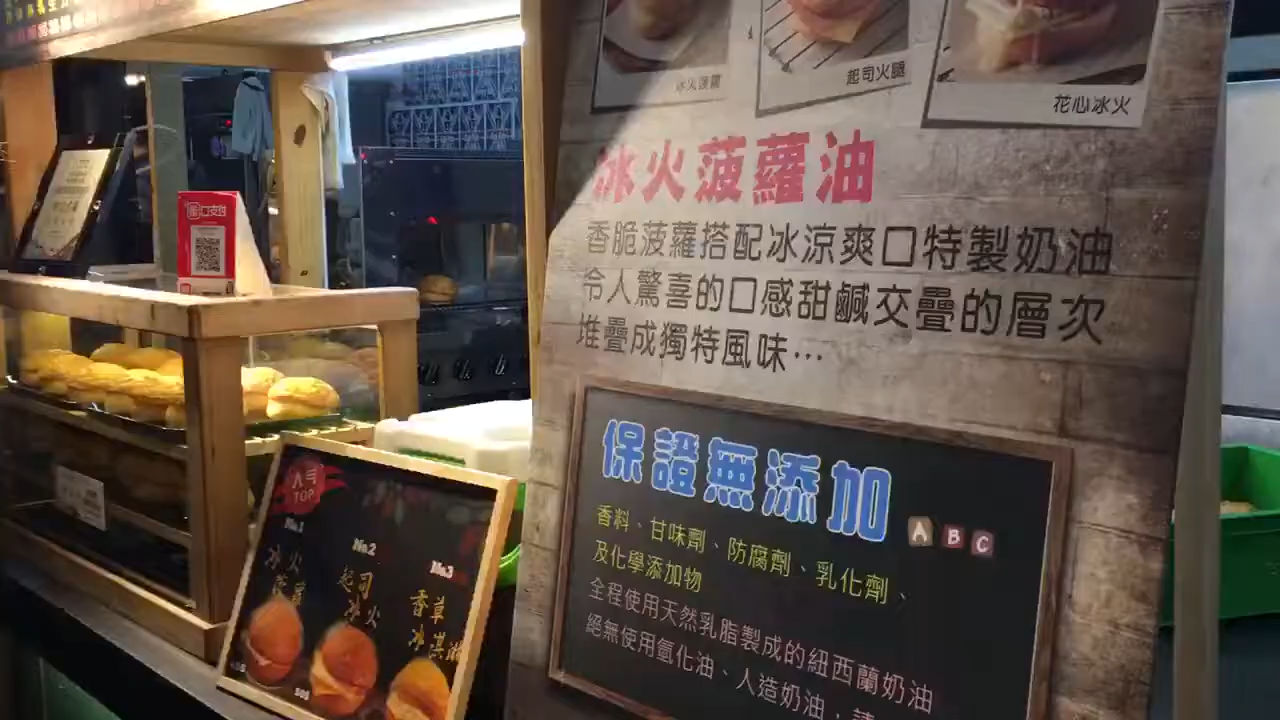 冰火菠蘿
起司火腿
花心冰火
冰火菠蘿油
香脆菠蘿搭配冰涼爽口特製奶油
令人驚喜的口感甜鹹交疊的層次
堆疊成獨特風味…
保證無添加
A B C
香料、甘味劑、防腐劑、乳化劑、
及化學添加物
全程使用天然乳脂製成的紐西蘭奶油
絕無使用氫化油、人造奶油，請
人气
TOP
No.1
冰火
菠蘿
No.2
起司
冰火
No.3
香草
冰淇淋
街口支付